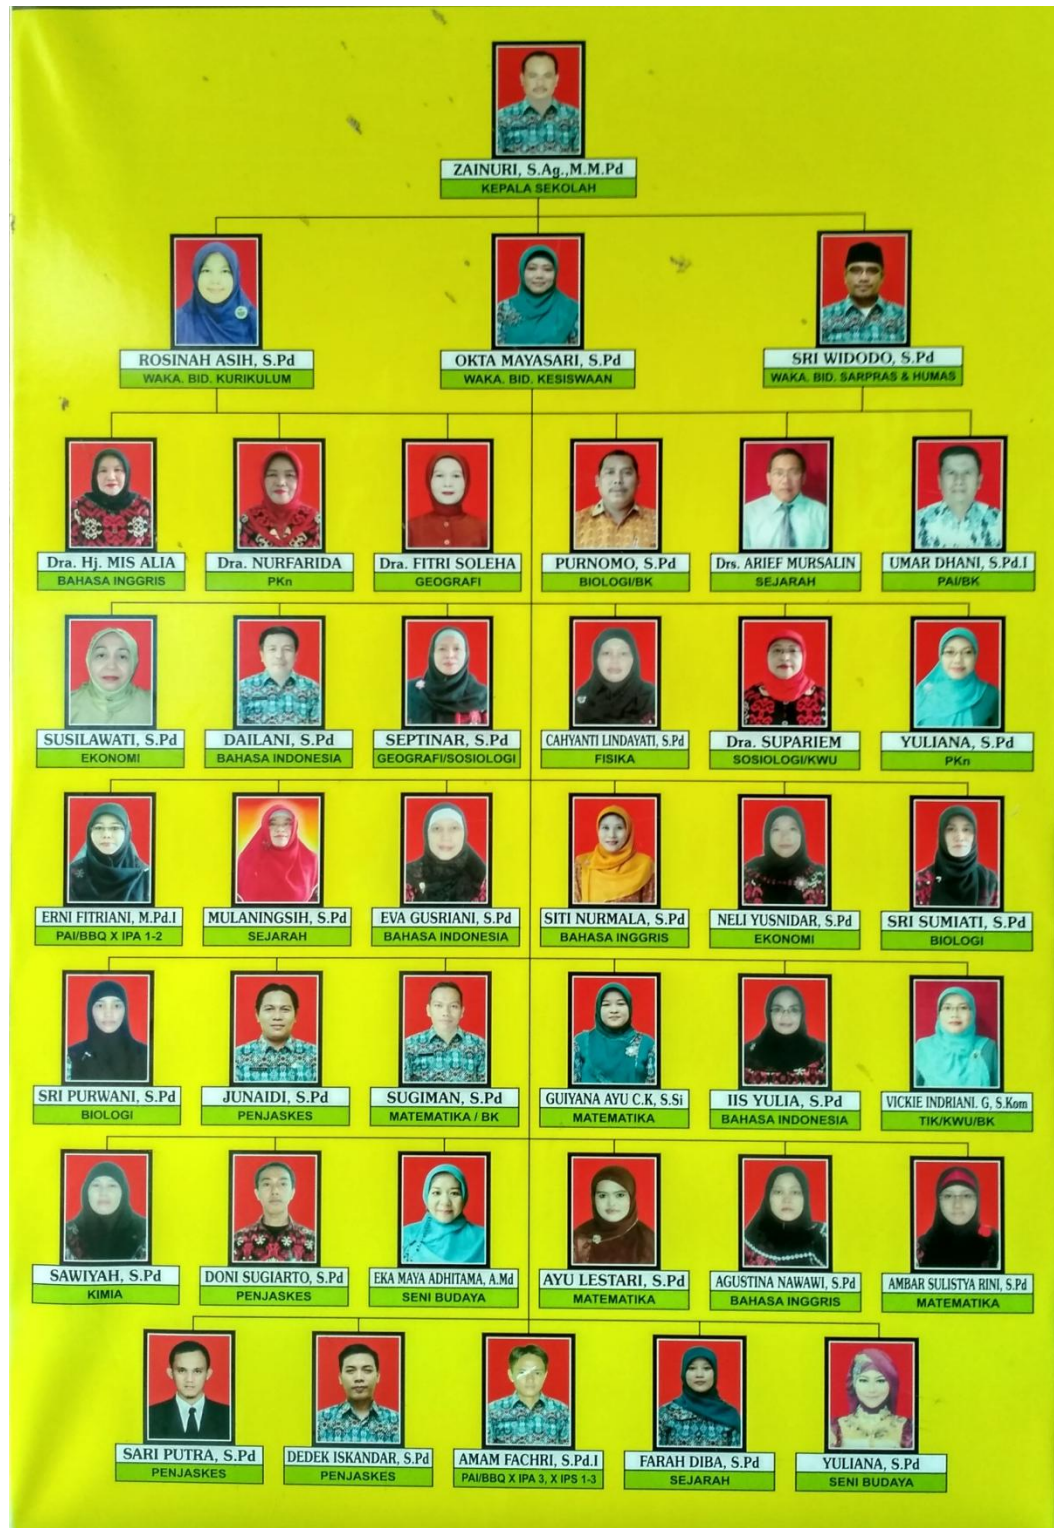 ZAINURI, S.Ag.,M.M.Pd
KEPALA SEKOLAH
ROSINAH ASIH, S.Pd
WAKA. BID. KURIKULUM
OKTA MAYASARI, S.Pd
WAKA. BID. KESISWAAN
SRI WIDODO, S.Pd
WAKA. BID. SARPRAS & HUMAS
Dra. Hj. MIS ALIA
BAHASA INGGRIS
Dra. NURFARIDA
PKn
Dra. FITRI SOLEHA
GEOGRAFI
PURNOMO, S.Pd
BIOLOGI/BK
Drs. ARIEF MURSALIN
SEJARAH
UMAR DHANI, S.Pd.I
PAI/BK
SUSILAWATI, S.Pd
EKONOMI
DAILANI, S.Pd
BAHASA INDONESIA
SEPTINAR, S.Pd
GEOGRAFI/SOSIOLOGI
CAHYANTI LINDAYATI, S.Pd
FISIKA
Dra. SUPARIEM
SOSIOLOGI/KWU
YULIANA, S.Pd
PKn
ERNI FITRIANI, M.Pd.I
PAI/BBQ X IPA 1-2
MULANINGSIH, S.Pd
SEJARAH
EVA GUSRIANI, S.Pd
BAHASA INDONESIA
SITI NURMALA, S.Pd
BAHASA INGGRIS
NELI YUSNIDAR, S.Pd
EKONOMI
SRI SUMIATI, S.Pd
BIOLOGI
SRI PURWANI, S.Pd
BIOLOGI
JUNAIDI, S.Pd
PENJASKES
SUGIMAN, S.Pd
MATEMATIKA / BK
GUIYANA AYU C.K, S.Si
MATEMATIKA
IIS YULIA, S.Pd
BAHASA INDONESIA
VICKIE INDRIANI. G, S.Kom
TIK/KWU/BK
SAWIYAH, S.Pd
KIMIA
DONI SUGIARTO, S.Pd
PENJASKES
EKA MAYA ADHITAMA, A.Md
SENI BUDAYA
AYU LESTARI, S.Pd
MATEMATIKA
AGUSTINA NAWAWI, S.Pd
BAHASA INGGRIS
AMBAR SULISTYA RINI, S.Pd
MATEMATIKA
SARI PUTRA, S.Pd
PENJASKES
DEDEK ISKANDAR, S.Pd
PENJASKES
AMAM FACHRI, S.Pd.I
PAI/BBQ X IPA 3, X IPS 1-3
FARAH DIBA, S.Pd
SEJARAH
YULIANA, S.Pd
SENI BUDAYA